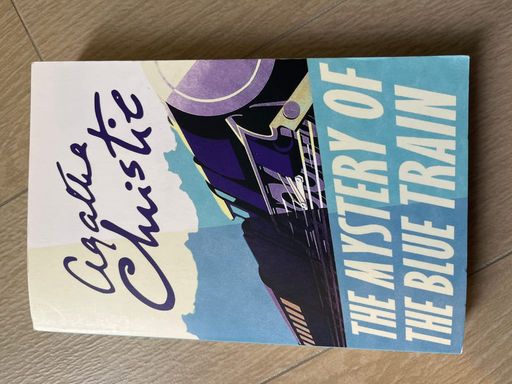 Agatha
Christie
THE MYSTERY OF
THE BLUE TRAIN